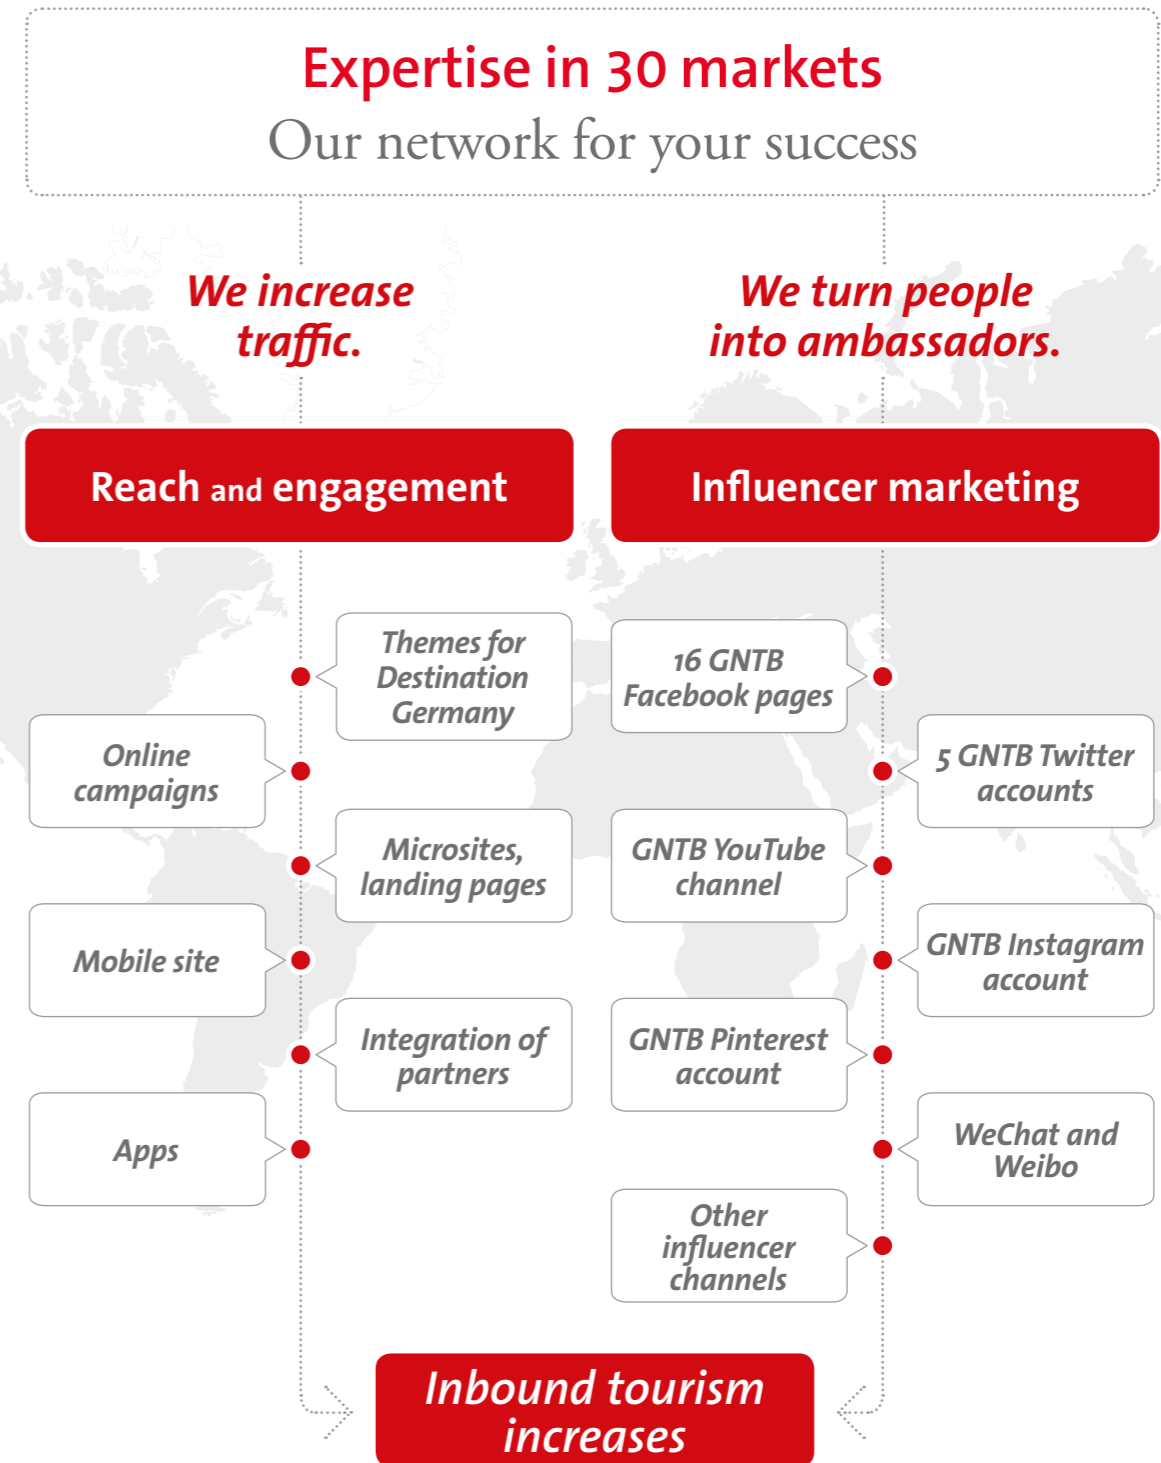 Expertise in 30 markets
Our network for your success
We increase
traffic.
Reach and engagement
Themes for
Destination
Germany
Online
campaigns
Microsites,
landing pages
Mobile site
Integration of
partners
Apps
We turn people
into ambassadors.
Influencer marketing
16 GNTB
Facebook pages
5 GNTB Twitter
accounts
GNTB YouTube
channel
GNTB Instagram
account
GNTB Pinterest
account
WeChat and
Weibo
Other
influencer
channels
Inbound tourism
increases